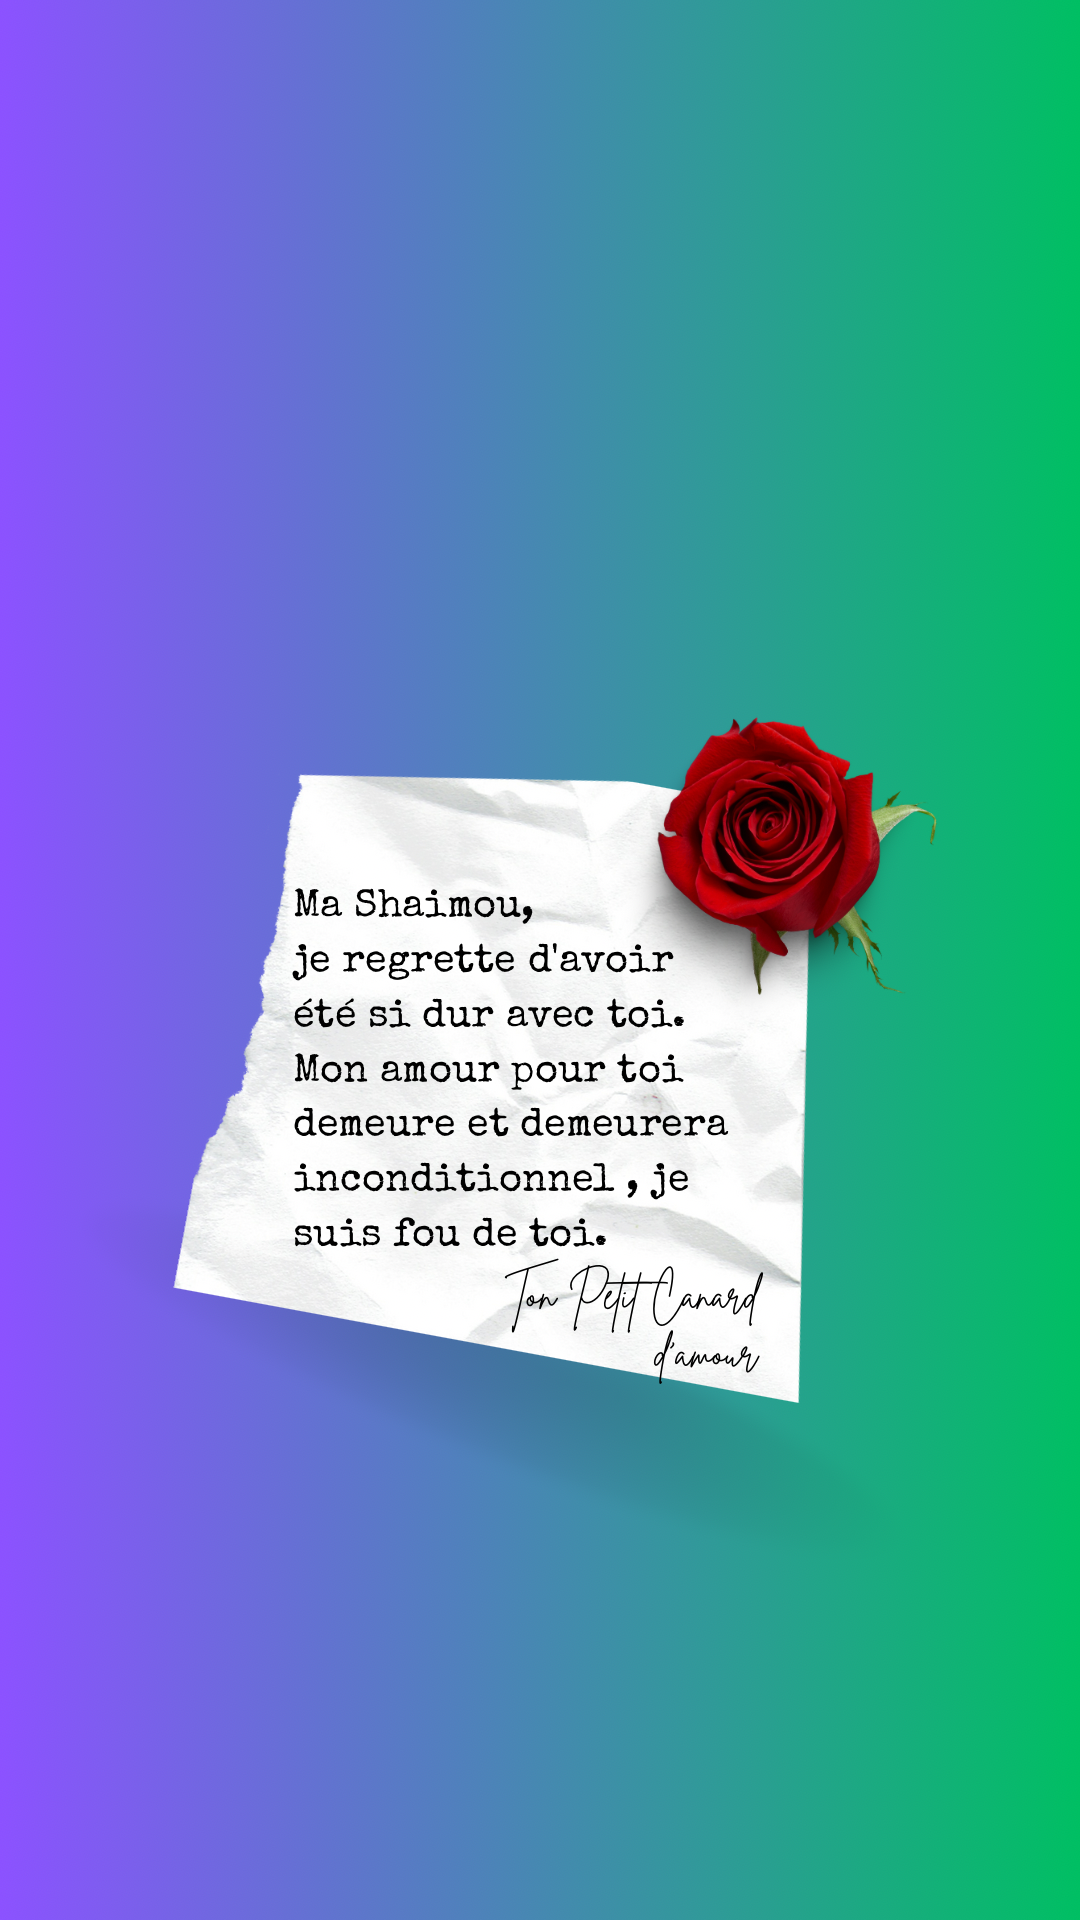 Ma Shaimou,
je regrette d'avoir
été si dur avec toi.
Mon amour pour toi
demeure et demeurera
inconditionnel , je
suis fou de toi.
Ton Petit Canard
d'amour